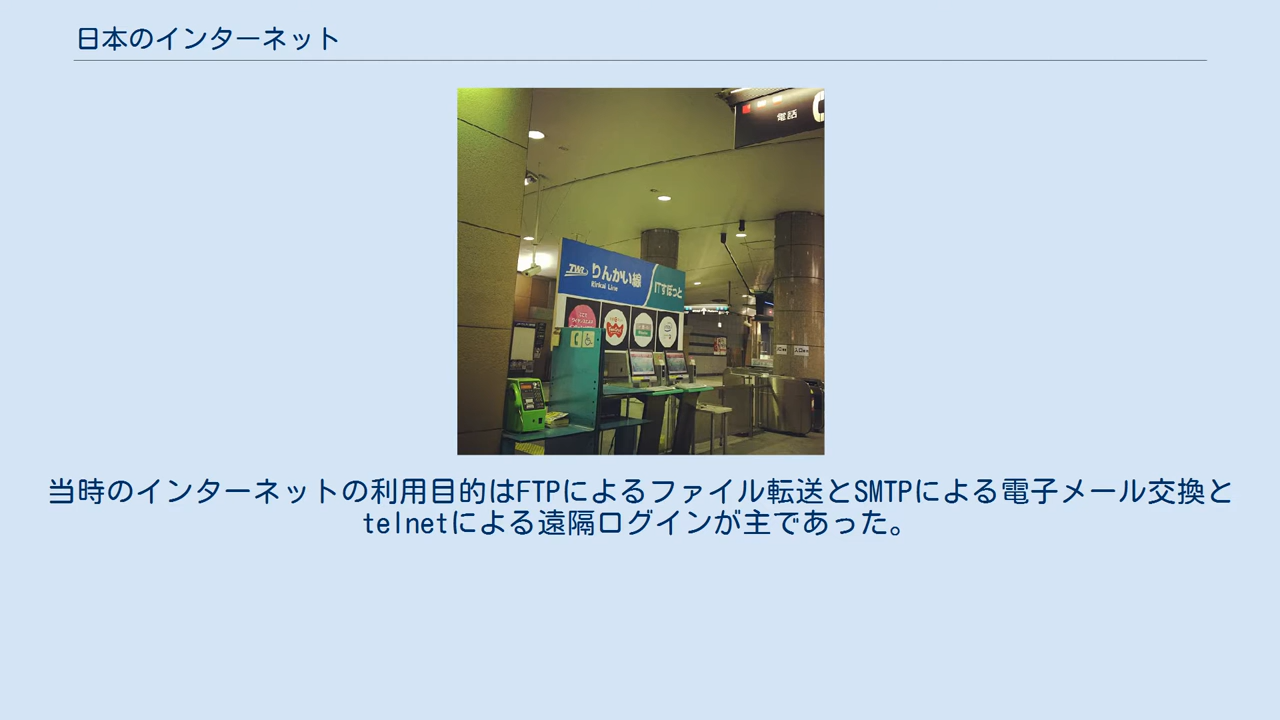 日本のインターネット
電話
TWR りんかい線
Rinkai Line
ITすぽっと
当時のインターネットの利用目的はFTPによるファイル転送とSMTPによる電子メール交換と
telnetによる遠隔ログインが主であった。